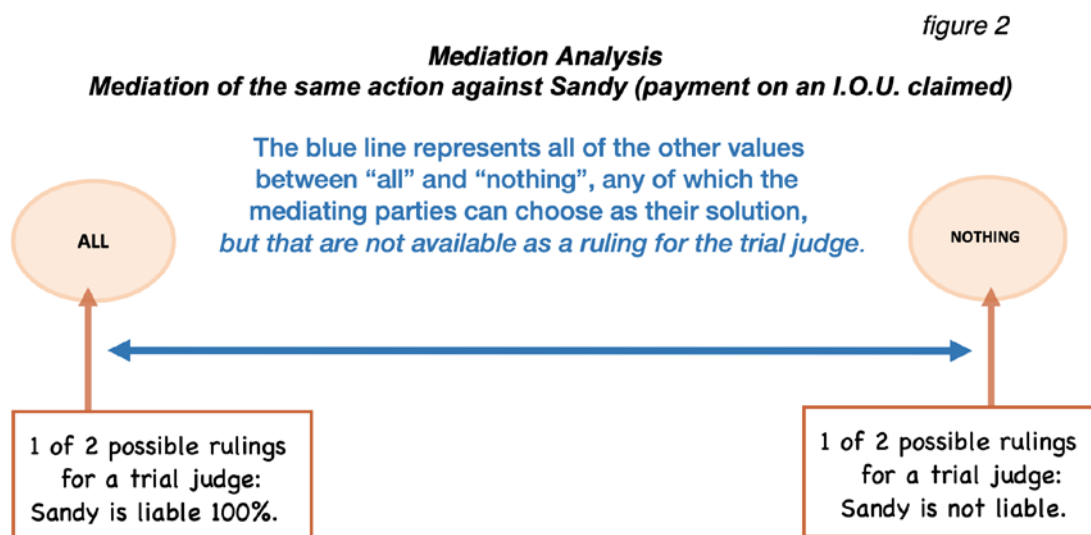 figure 2
Mediation Analysis
Mediation of the same action against Sandy (payment on an I.O.U. claimed)
The blue line represents all of the other values
between “all” and “nothing”, any of which the
mediating parties can choose as their solution,
but that are not available as a ruling for the trial judge.
ALL
NOTHING
1 of 2 possible rulings
for a trial judge:
Sandy is liable 100%.
1 of 2 possible rulings
for a trial judge:
Sandy is not liable.